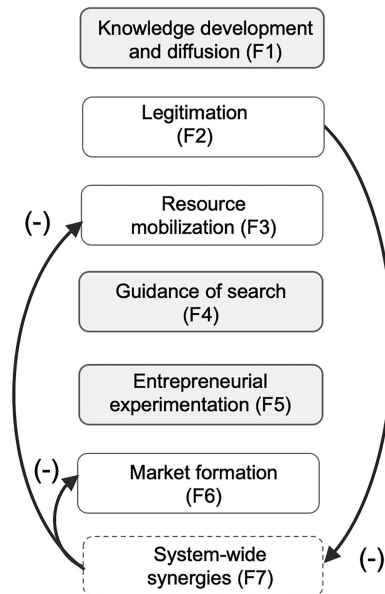 Knowledge development
and diffusion (F1)
Legitimation
(F2)
(-)
Resource
mobilization (F3)
Guidance of search
(F4)
Entrepreneurial
experimentation (F5)
(-)
Market formation
(F6)
System-wide
synergies (F7)
(-)